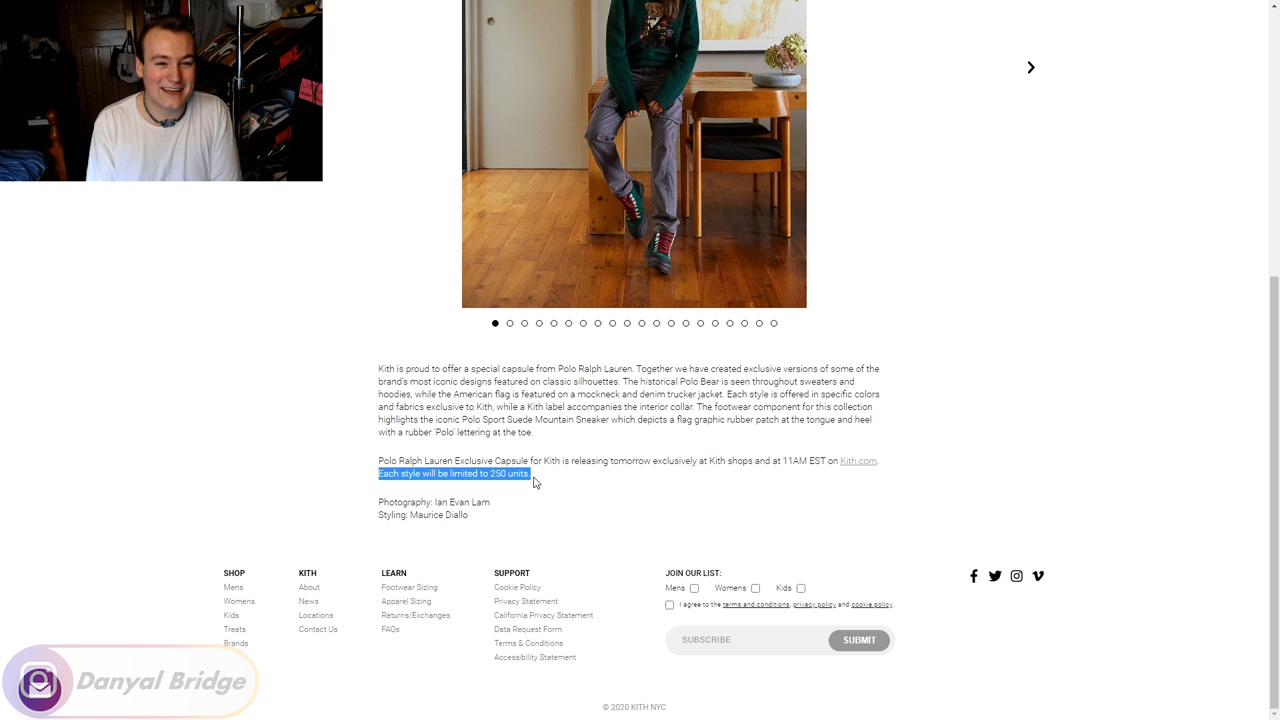 Kith is proud to offer a special capsule from Polo Ralph Lauren. Together we have created exclusive versions of some of the
brand's most iconic designs featured on classic silhouettes. The historical Polo Bear is seen throughout sweaters and
hoodies, while the American flag is featured on a mockneck and denim trucker jacket. Each style is offered in specific colors
and fabrics exclusive to Kith, while a Kith label accompanies the interior collar. The footwear component for this collection
highlights the iconic Polo Sport Suede Mountain Sneaker which depicts a flag graphic rubber patch at the tongue and heel
with a rubber 'Polo' lettering at the toe.
Polo Ralph Lauren Exclusive Capsule for Kith is releasing tomorrow exclusively at Kith shops and at 11AM EST on Kith.com.
Each style will be limited to 250 units.
Photography: Ian Evan Lam
Styling: Maurice Diallo
SHOP
Mens
Womens
Kids
Treats
Brands
KITH
About
News
Locations
Contact Us
LEARN
Footwear Sizing
Apparel Sizing
Returns/Exchanges
FAQs
SUPPORT
Cookie Policy
Privacy Statement
California Privacy Statement
Data Request Form
Terms & Conditions
Accessibility Statement
JOIN OUR LIST:
Mens Womens Kids
I agree to the terms and conditions, privacy policy and cookie policy.
SUBSCRIBE SUBMIT
Danyal Bridge
© 2020 KITH NYC